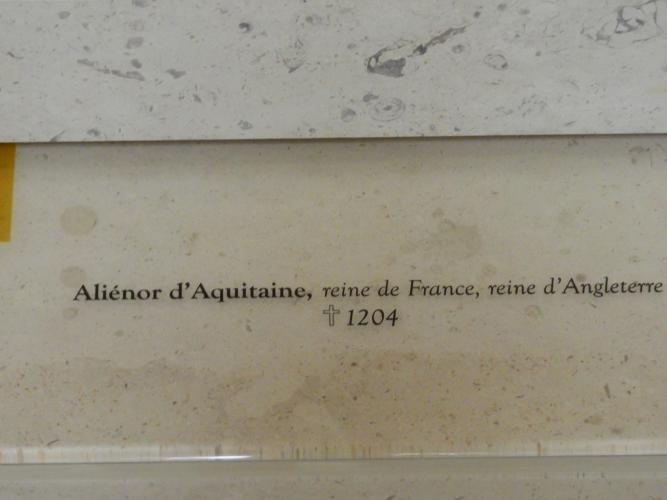 Aliénor d'Aquitaine, reine de France, reine d'Angleterre
✝ 1204